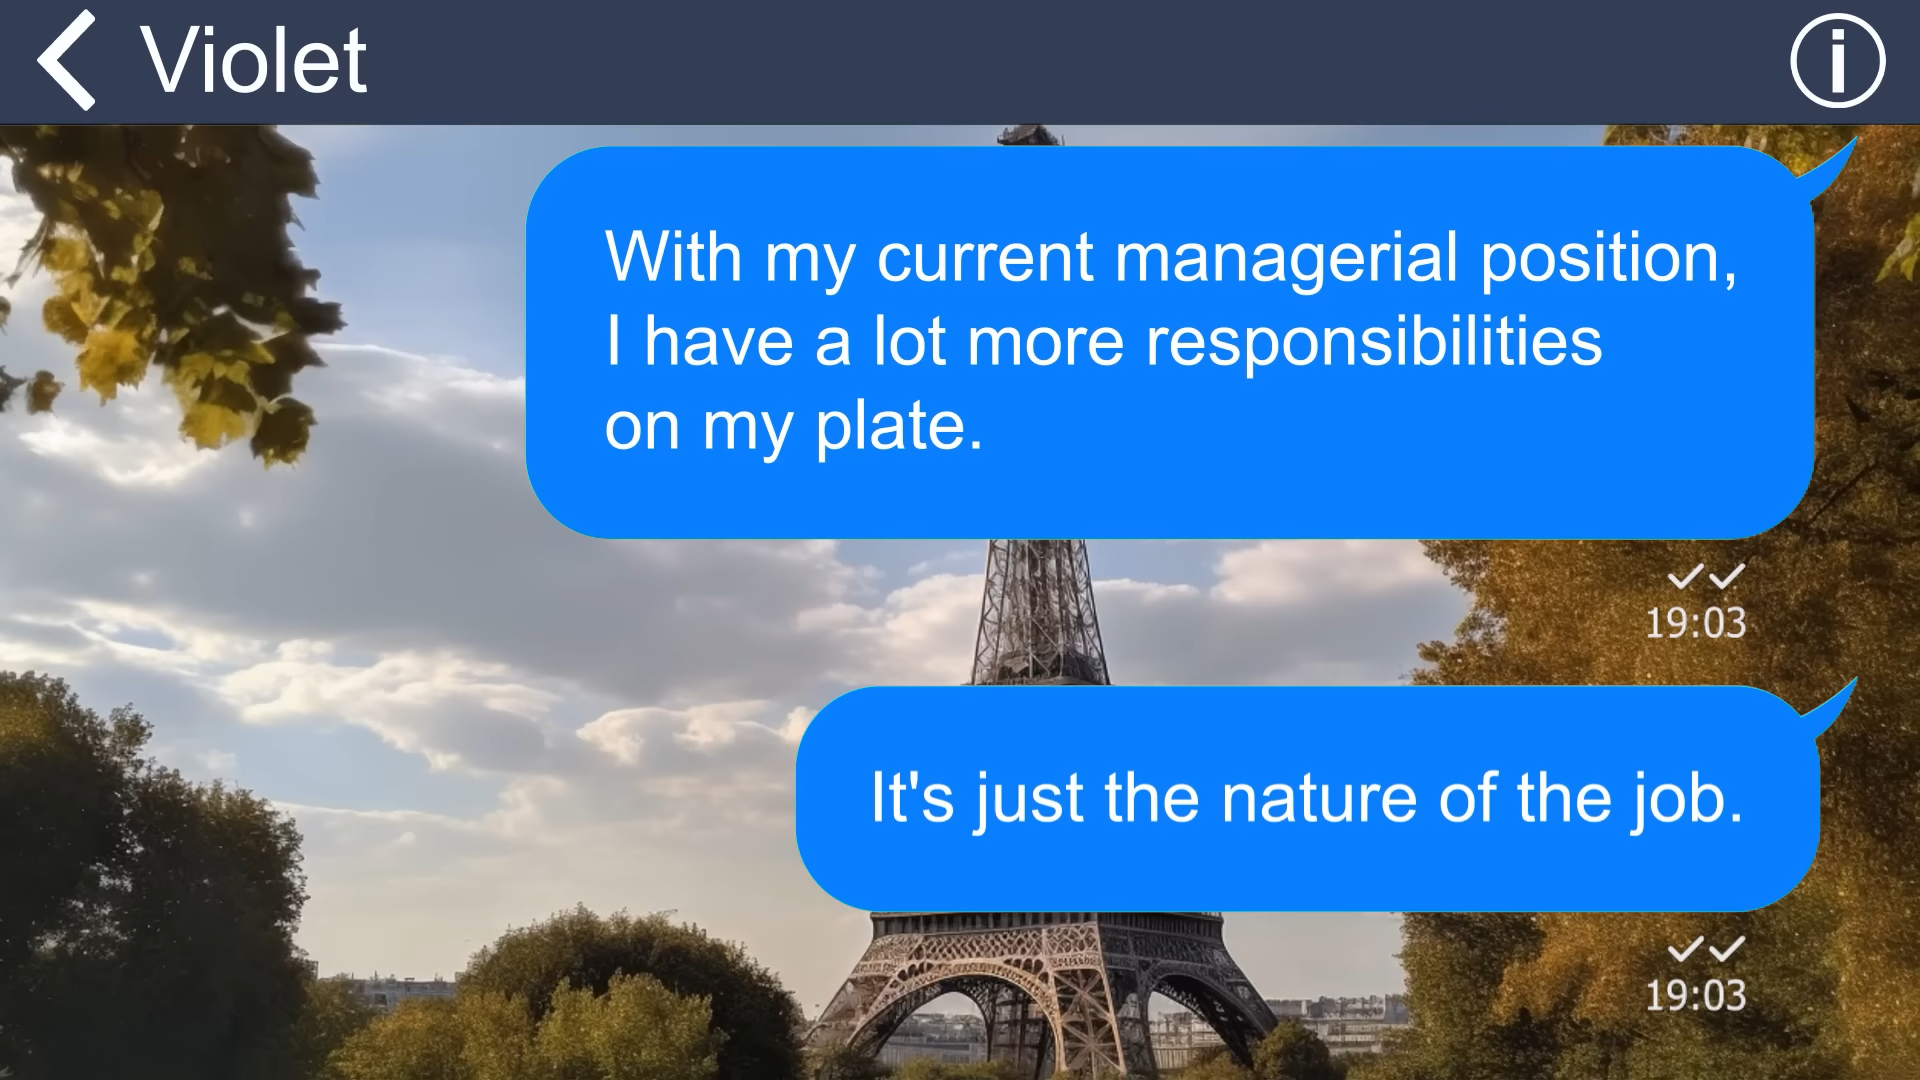 Violet
With my current managerial position,
I have a lot more responsibilities
on my plate.
19:03
It's just the nature of the job.
19:03